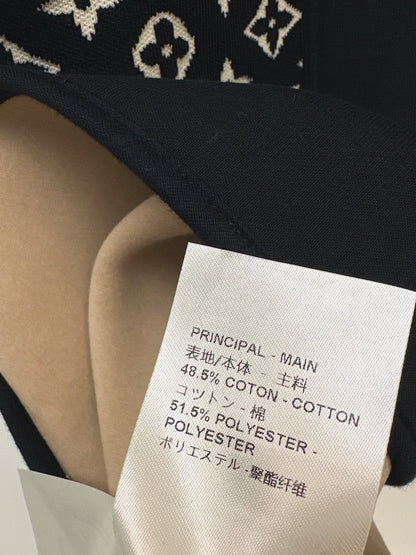 PRINCIPAL - MAIN
表地/本体 - 主料
48.5% COTON - COTTON
コツトン - 棉
51.5% POLYESTER -
POLYESTER
ポリエステル - 聚酯纤维